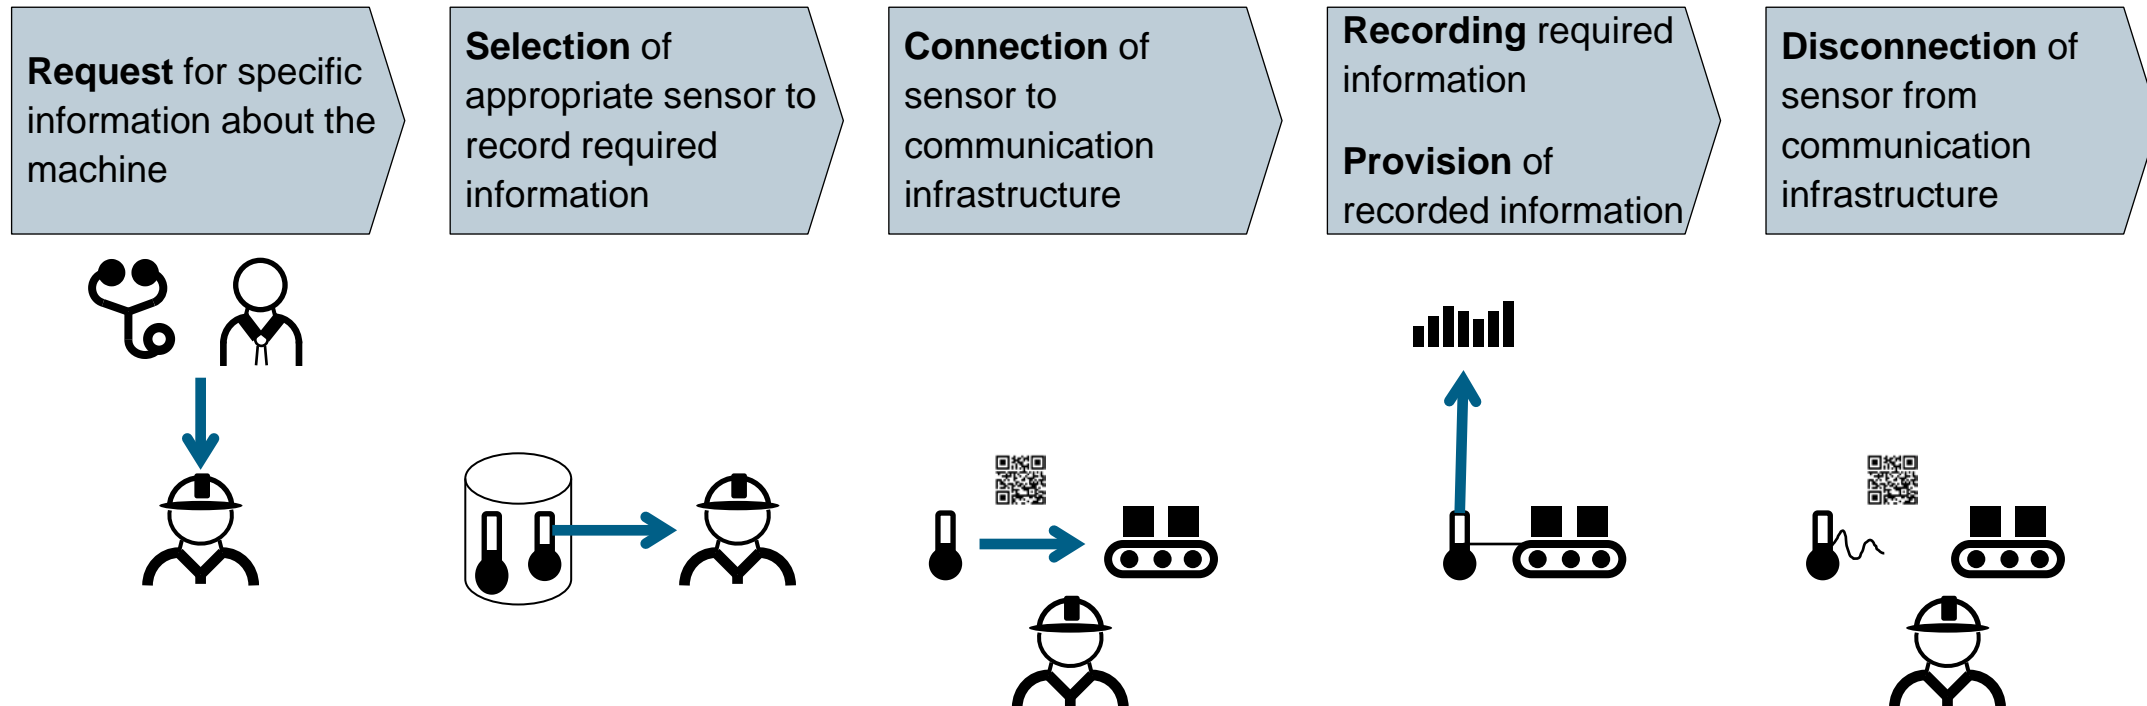 Request for specific
information about the
machine
Selection of
appropriate sensor to
record required
information
Connection of
sensor to
communication
infrastructure
Recording required
information
Provision of
recorded information
Disconnection of
sensor from
communication
infrastructure